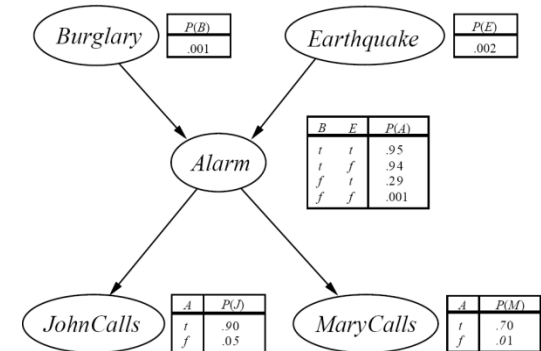 Burglary
P(B)
.001
Earthquake
P(E)
.002
Alarm
B E P(A)
t t .95
t f .94
f t .29
f f .001
JohnCalls
A P(J)
t .90
f .05
MaryCalls
A P(M)
t .70
f .01